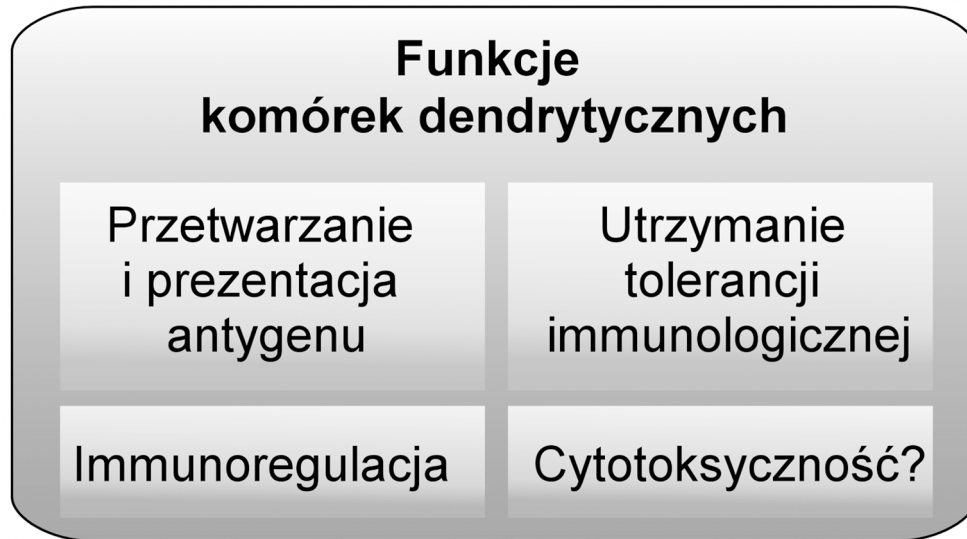 Funkcje
komórek dendrytycznych
Przetwarzanie
i prezentacja
antygenu
Utrzymanie
tolerancji
immunologicznej
Immunoregulacja
Cytotoksyczność?